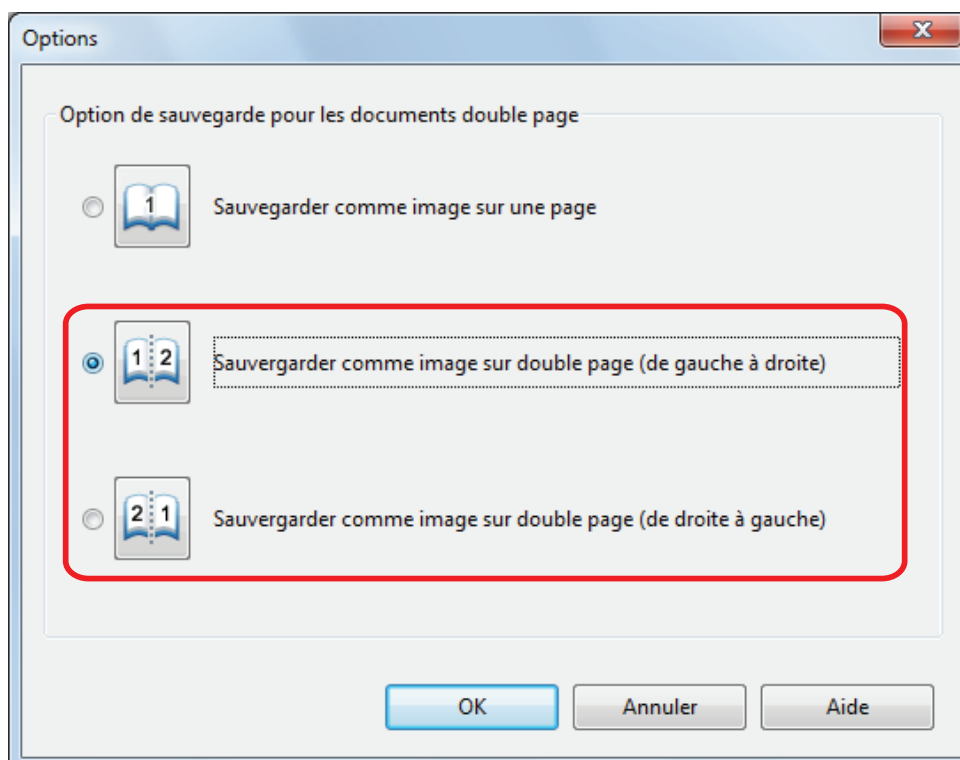 Options
Option de sauvegarde pour les documents double page
1
Sauvegarder comme image sur une page
1 2
Sauvergarder comme image sur double page (de gauche à droite)
2 1
Sauvergarder comme image sur double page (de droite à gauche)
OK Annuler Aide